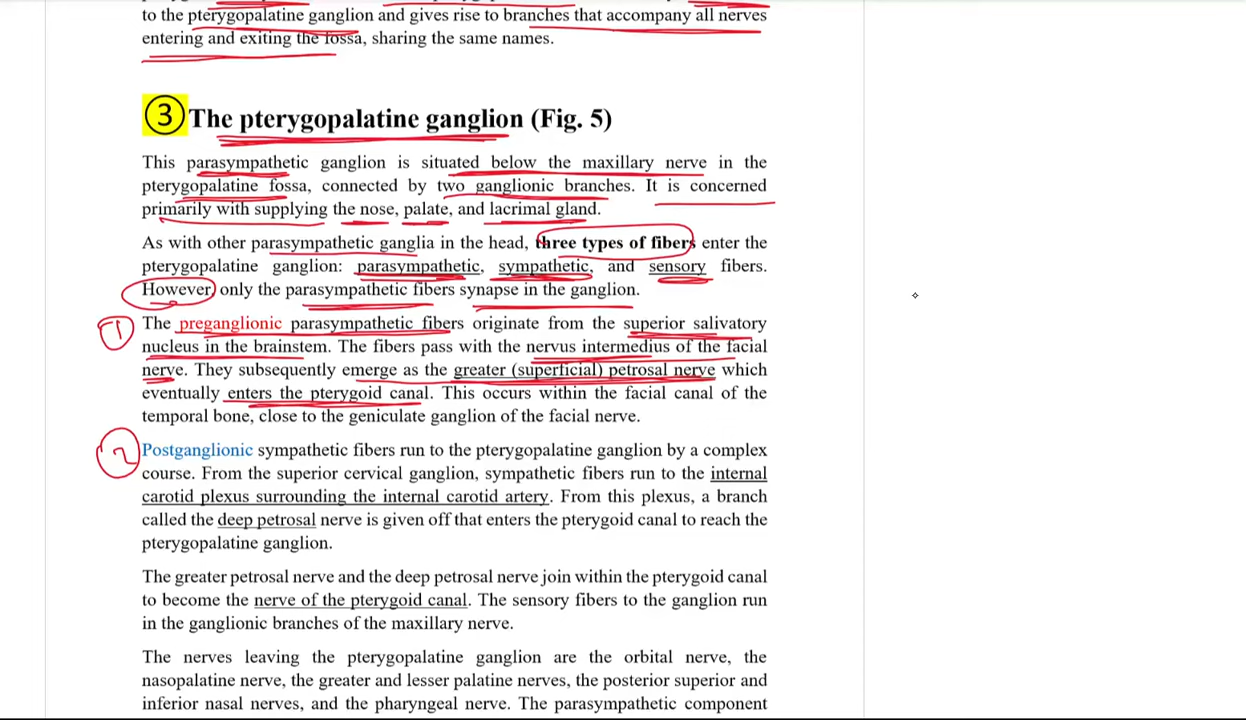 to the pterygopalatine ganglion and gives rise to branches that accompany all nerves
entering and exiting the fossa, sharing the same names.
③ The pterygopalatine ganglion (Fig. 5)
This parasympathetic ganglion is situated below the maxillary nerve in the
pterygopalatine fossa, connected by two ganglionic branches. It is concerned
primarily with supplying the nose, palate, and lacrimal gland.
As with other parasympathetic ganglia in the head, three types of fibers enter the
pterygopalatine ganglion: parasympathetic, sympathetic, and sensory fibers.
However, only the parasympathetic fibers synapse in the ganglion.
1 The preganglionic parasympathetic fibers originate from the superior salivatory
nucleus in the brainstem. The fibers pass with the nervus intermedius of the facial
nerve. They subsequently emerge as the greater (superficial) petrosal nerve which
eventually enters the pterygoid canal. This occurs within the facial canal of the
temporal bone, close to the geniculate ganglion of the facial nerve.
2 Postganglionic sympathetic fibers run to the pterygopalatine ganglion by a complex
course. From the superior cervical ganglion, sympathetic fibers run to the internal
carotid plexus surrounding the internal carotid artery. From this plexus, a branch
called the deep petrosal nerve is given off that enters the pterygoid canal to reach the
pterygopalatine ganglion.
The greater petrosal nerve and the deep petrosal nerve join within the pterygoid canal
to become the nerve of the pterygoid canal. The sensory fibers to the ganglion run
in the ganglionic branches of the maxillary nerve.
The nerves leaving the pterygopalatine ganglion are the orbital nerve, the
nasopalatine nerve, the greater and lesser palatine nerves, the posterior superior and
inferior nasal nerves, and the pharyngeal nerve. The parasympathetic component